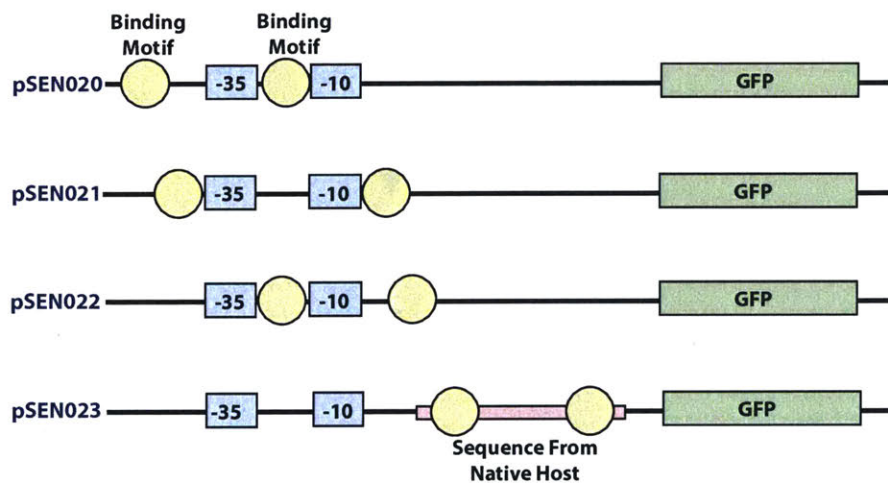 Binding Motif
Binding Motif
pSEN020 -35 -10 GFP
pSEN021 -35 -10 GFP
pSEN022 -35 -10 GFP
pSEN023 -35 -10 GFP
Sequence From
Native Host